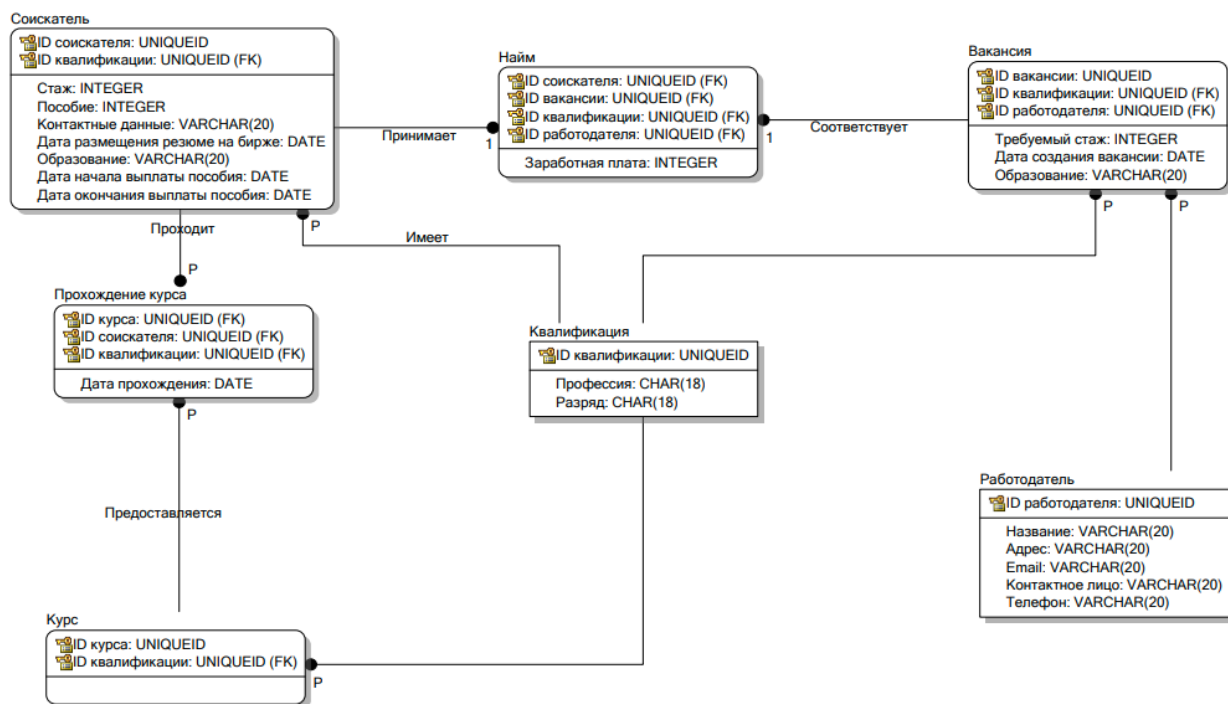 Соискатель
ID соискателя: UNIQUEID
ID квалификации: UNIQUEID (FK)
Стаж: INTEGER
Пособие: INTEGER
Контактные данные: VARCHAR(20)
Дата размещения резюме на бирже: DATE
Образование: VARCHAR(20)
Дата начала выплаты пособия: DATE
Дата окончания выплаты пособия: DATE
Принимает
1
Найм
ID соискателя: UNIQUEID (FK)
ID вакансии: UNIQUEID (FK)
ID квалификации: UNIQUEID (FK)
ID работодателя: UNIQUEID (FK)
Заработная плата: INTEGER
1
Соответствует
Вакансия
ID вакансии: UNIQUEID
ID квалификации: UNIQUEID (FK)
ID работодателя: UNIQUEID (FK)
Требуемый стаж: INTEGER
Дата создания вакансии: DATE
Образование: VARCHAR(20)
P
P
Проходит
P
Имеет
P
Прохождение курса
ID курса: UNIQUEID (FK)
ID соискателя: UNIQUEID (FK)
ID квалификации: UNIQUEID (FK)
Дата прохождения: DATE
P
Квалификация
ID квалификации: UNIQUEID
Профессия: CHAR(18)
Разряд: CHAR(18)
Предоставляется
Работодатель
ID работодателя: UNIQUEID
Название: VARCHAR(20)
Адрес: VARCHAR(20)
Email: VARCHAR(20)
Контактное лицо: VARCHAR(20)
Телефон: VARCHAR(20)
Курс
ID курса: UNIQUEID
ID квалификации: UNIQUEID (FK)
P